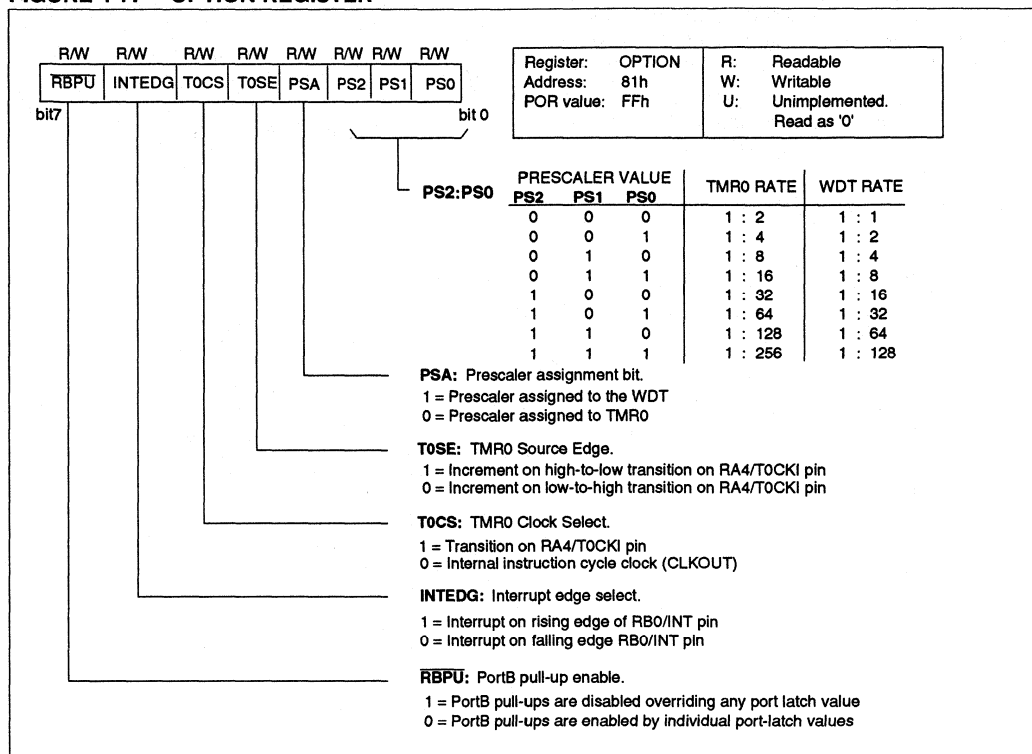 R/W R/W R/W R/W R/W R/W R/W R/W
RBPU INTEDG T0CS T0SE PSA PS2 PS1 PS0
bit7 bit 0
Register: OPTION R: Readable
Address: 81h W: Writable
POR value: FFh U: Unimplemented.
Read as '0'
PS2:PS0
PRESCALER VALUE TMR0 RATE WDT RATE
PS2 PS1 PS0
0 0 0 1 : 2 1 : 1
0 0 1 1 : 4 1 : 2
0 1 0 1 : 8 1 : 4
0 1 1 1 : 16 1 : 8
1 0 0 1 : 32 1 : 16
1 0 1 1 : 64 1 : 32
1 1 0 1 : 128 1 : 64
1 1 1 1 : 256 1 : 128
PSA: Prescaler assignment bit.
1 = Prescaler assigned to the WDT
0 = Prescaler assigned to TMR0
T0SE: TMR0 Source Edge.
1 = Increment on high-to-low transition on RA4/T0CKI pin
0 = Increment on low-to-high transition on RA4/T0CKI pin
T0CS: TMR0 Clock Select.
1 = Transition on RA4/T0CKI pin
0 = Internal instruction cycle clock (CLKOUT)
INTEDG: Interrupt edge select.
1 = Interrupt on rising edge of RB0/INT pin
0 = Interrupt on falling edge RB0/INT pin
RBPU: PortB pull-up enable.
1 = PortB pull-ups are disabled overriding any port latch value
0 = PortB pull-ups are enabled by individual port-latch values